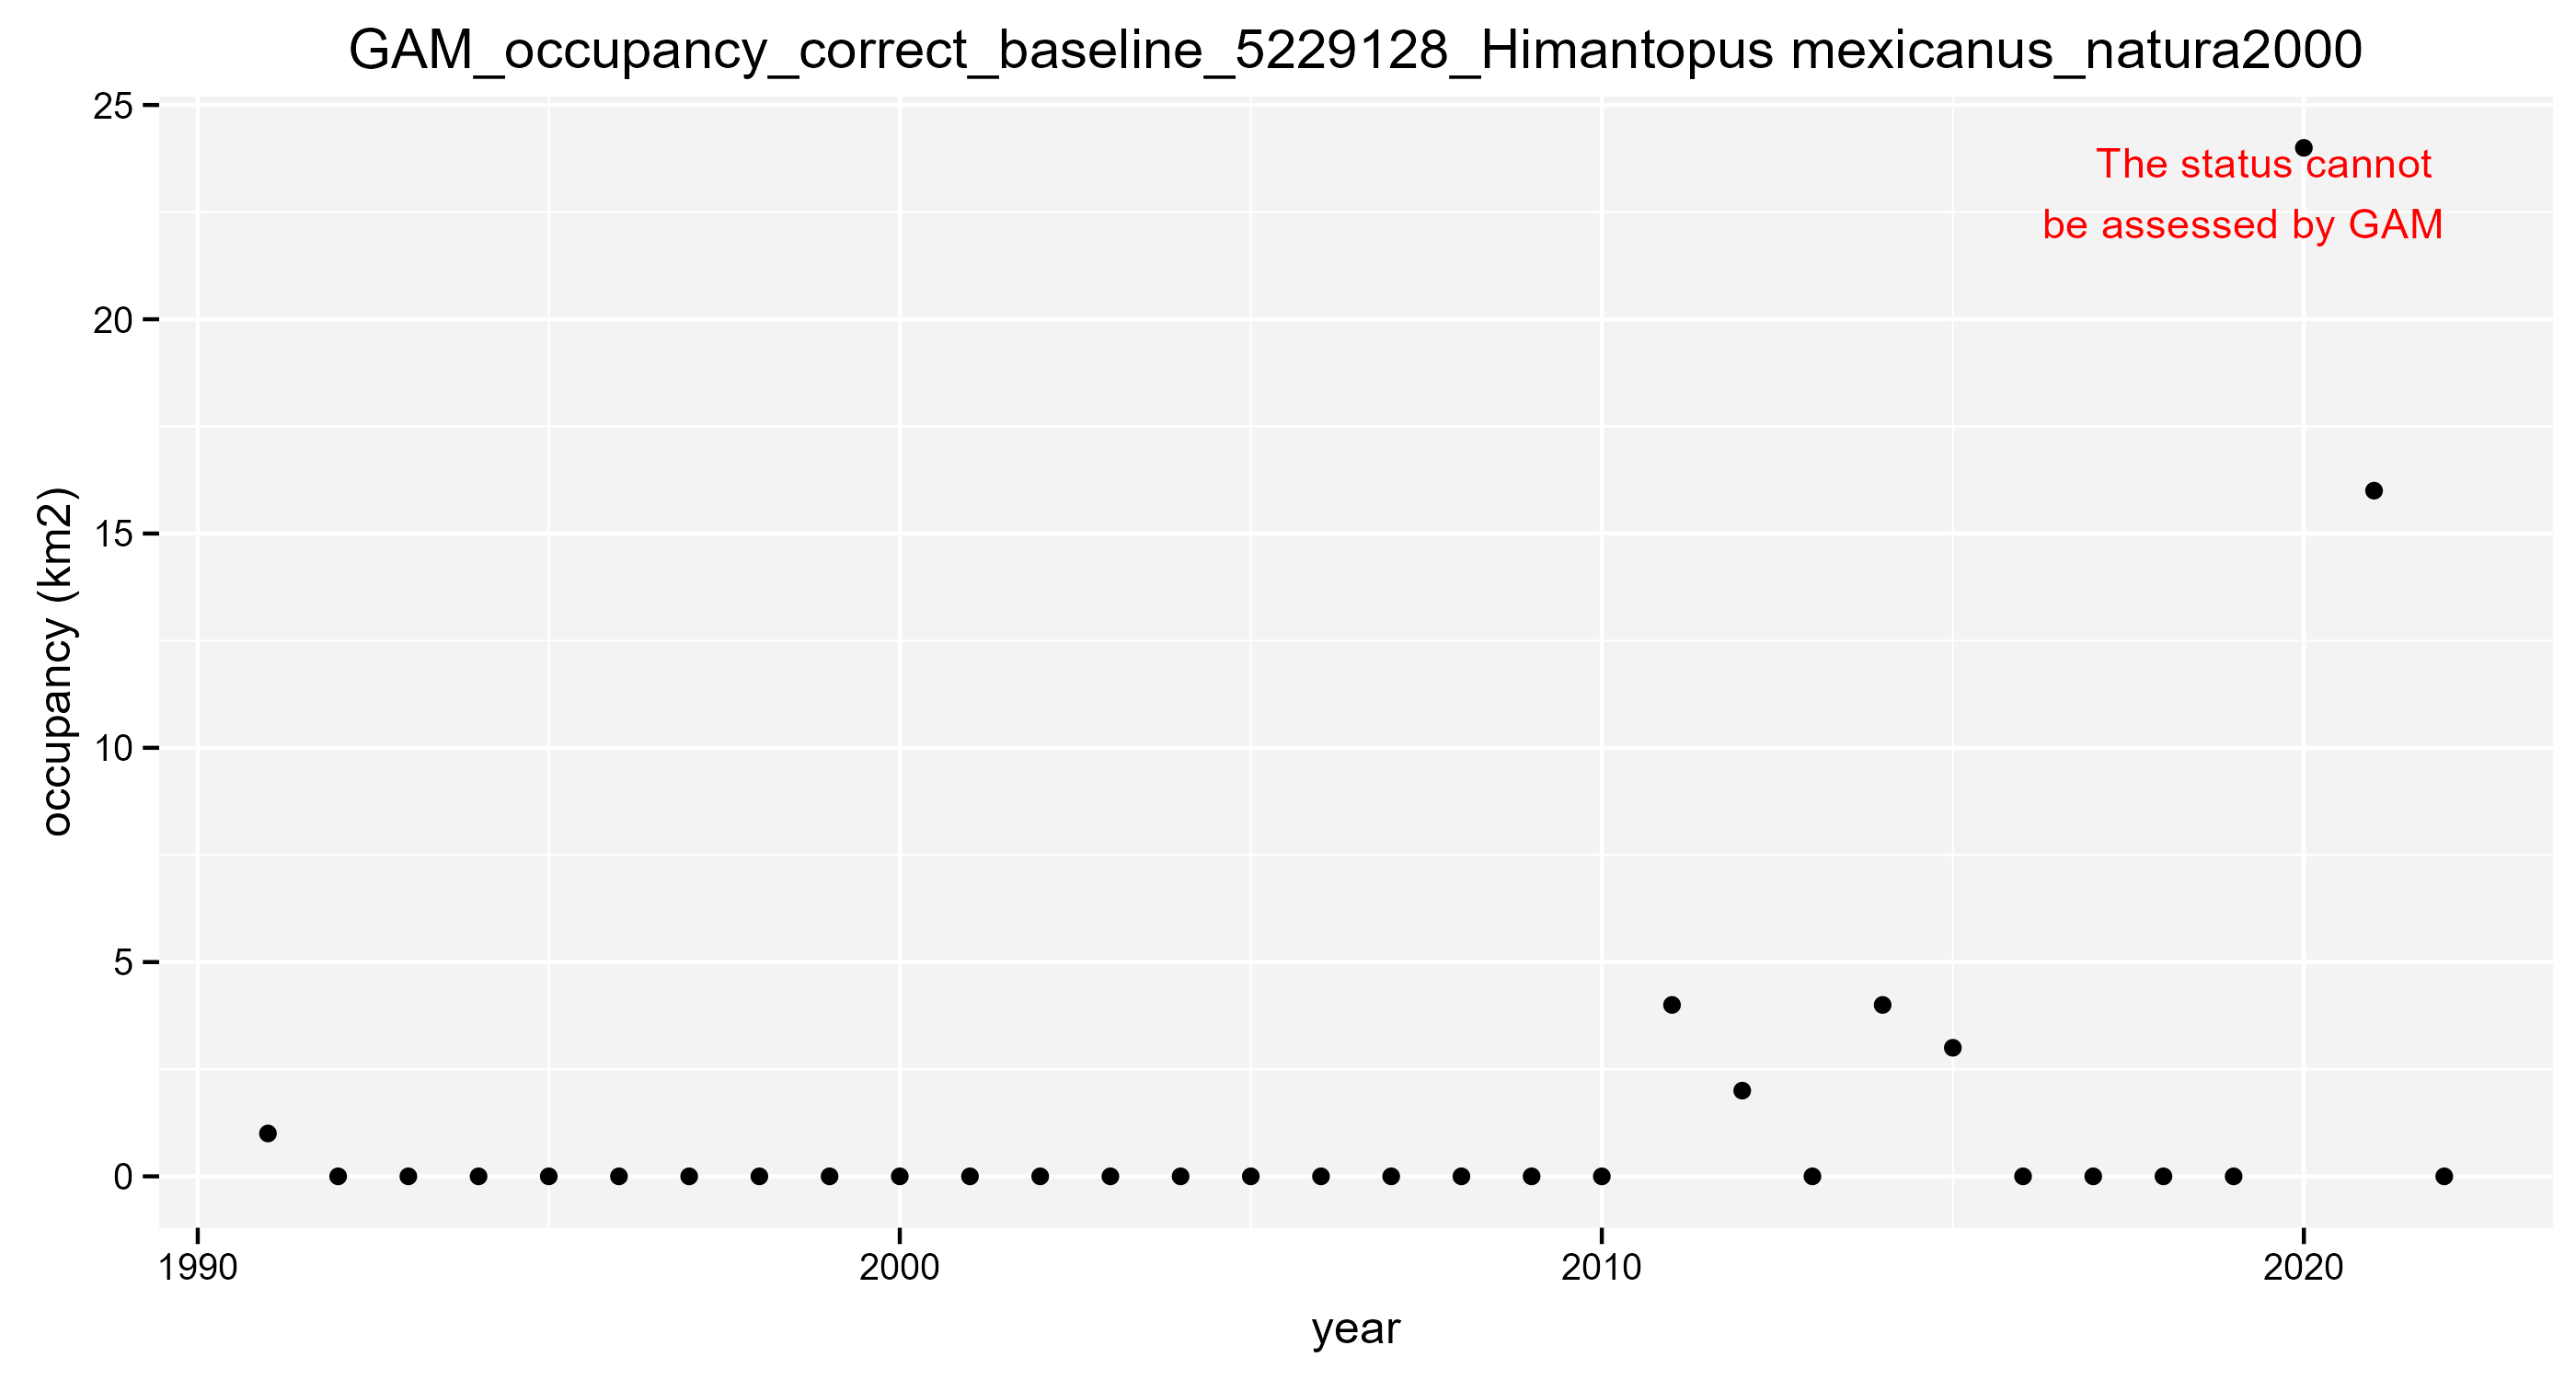 GAM_occupancy_correct_baseline_5229128_Himantopus mexicanus_natura2000
25
The status cannot
be assessed by GAM
20
15
10
5
0
occupancy (km2)
1990 2000 2010 2020
year